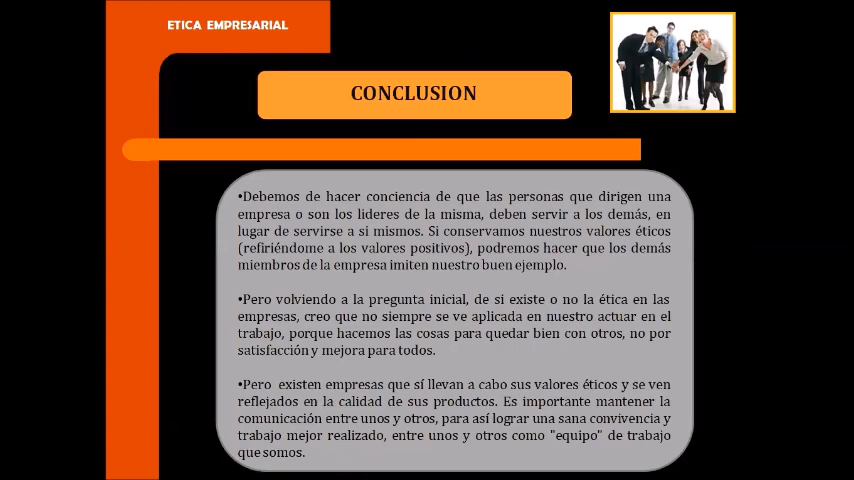 ETICA EMPRESARIAL
CONCLUSION
•Debemos de hacer conciencia de que las personas que dirigen una
empresa o son los lideres de la misma, deben servir a los demás, en
lugar de servirse a si mismos. Si conservamos nuestros valores éticos
(refiriéndome a los valores positivos), podremos hacer que los demás
miembros de la empresa imiten nuestro buen ejemplo.
•Pero volviendo a la pregunta inicial, de si existe o no la ética en las
empresas, creo que no siempre se ve aplicada en nuestro actuar en el
trabajo, porque hacemos las cosas para quedar bien con otros, no por
satisfacción y mejora para todos.
•Pero existen empresas que sí llevan a cabo sus valores éticos y se ven
reflejados en la calidad de sus productos. Es importante mantener la
comunicación entre unos y otros, para así lograr una sana convivencia y
trabajo mejor realizado, entre unos y otros como "equipo" de trabajo
que somos.